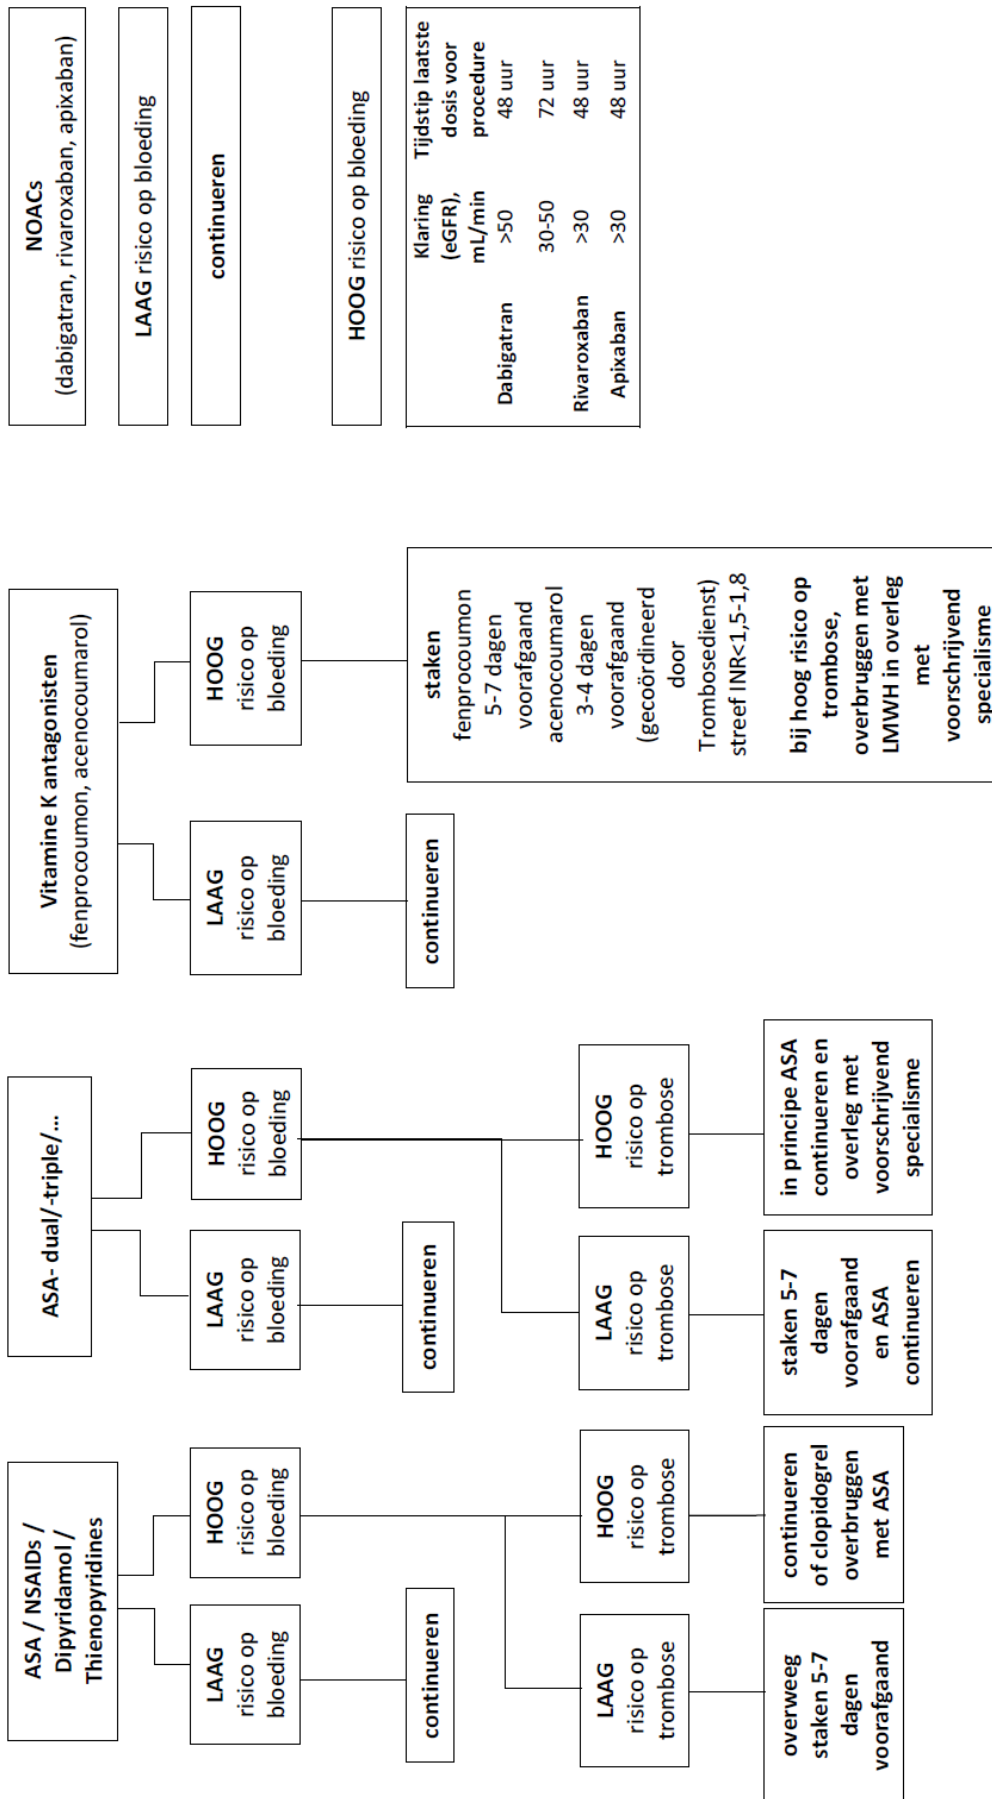 ASA / NSAIDs /
Dipyridamol /
Thienopyridines
LAAG
risico op
bloeding
HOOG
risico op
bloeding
continueren
LAAG
risico op
trombose
HOOG
risico op
trombose
overweeg
staken 5-7
dagen
voorafgaand
continueren
of clopidogrel
overbruggen
met ASA
ASA- dual/-triple/...
LAAG
risico op
bloeding
HOOG
risico op
bloeding
continueren
LAAG
risico op
trombose
HOOG
risico op
trombose
staken 5-7
dagen
voorafgaand
en ASA
continueren
in principe ASA
continueren en
overleg met
voorschrijvend
specialisme
Vitamine K antagonisten
(fenprocoumon, acenocoumarol)
LAAG
risico op
bloeding
HOOG
risico op
bloeding
continueren
staken
fenprocoumon
5-7 dagen
voorafgaand
acenocoumarol
3-4 dagen
voorafgaand
(gecoördineerd
door
Trombosedienst)
streef INR<1,5-1,8
bij hoog risico op
trombose,
overbruggen met
LMWH in overleg
met
voorschrijvend
specialisme
NOACs
(dabigatran, rivaroxaban, apixaban)
LAAG risico op bloeding
continueren
HOOG risico op bloeding
Klaring Tijdstip laatste
(eGFR), dosis voor
mL/min procedure
Dabigatran >50 48 uur
30-50 72 uur
Rivaroxaban >30 48 uur
Apixaban >30 48 uur